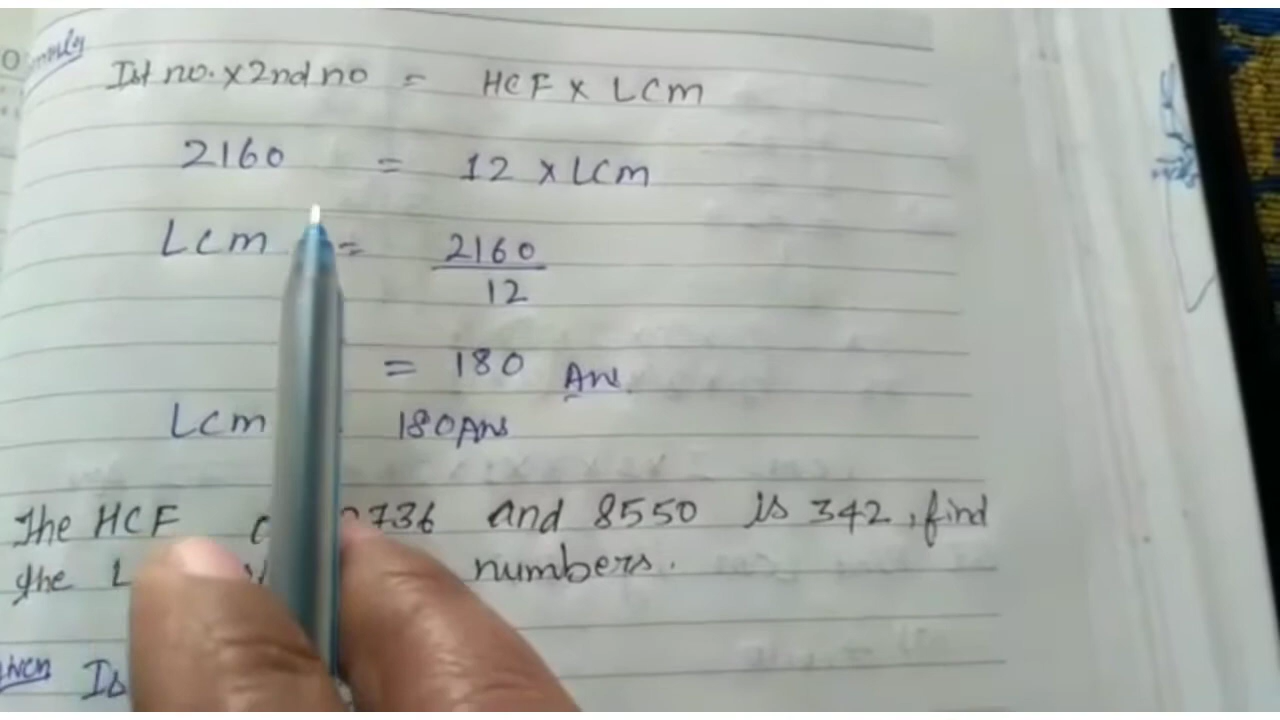 Ist no. x 2nd no = HCF x LCM
2160 = 12 x LCM
LCM = 2160
12
= 180 Ans.
LCM 180 Ans
The HCF 2736 and 8550 is 342, find
the L numbers.